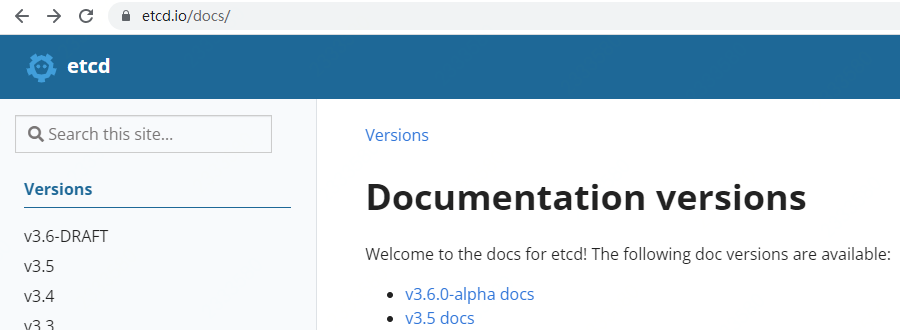 etcd.io/docs/
etcd
Search this site...
Versions
v3.6-DRAFT
v3.5
v3.4
v3.3
Versions
Documentation versions
Welcome to the docs for etcd! The following doc versions are available:
v3.6.0-alpha docs
v3.5 docs